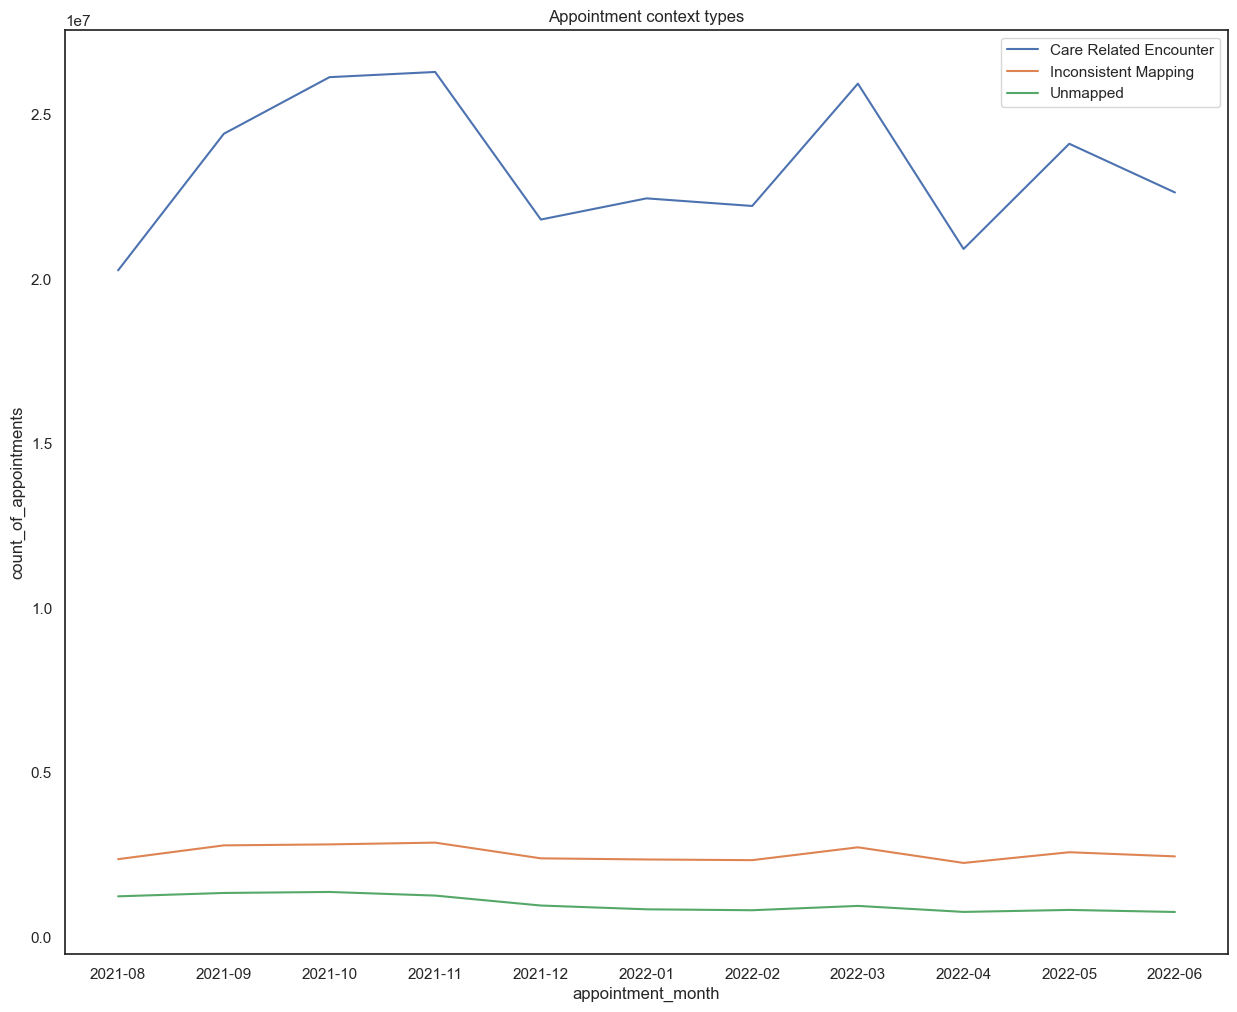 Appointment context types
1e7
Care Related Encounter
Inconsistent Mapping
Unmapped
2.5
2.0
1.5
1.0
0.5
0.0
count_of_appointments
2021-08 2021-09 2021-10 2021-11 2021-12 2022-01 2022-02 2022-03 2022-04 2022-05 2022-06
appointment_month